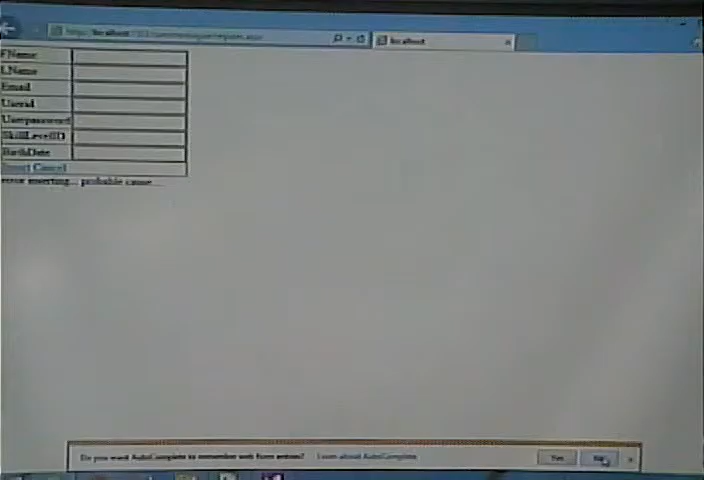 localhost
FName
LName
Email
Userid
Userpassword
SkillLevelID
BirthDate
Insert Cancel
error inserting... probable cause...
Do you want AutoComplete to remember web form entries? Learn about AutoComplete Yes No